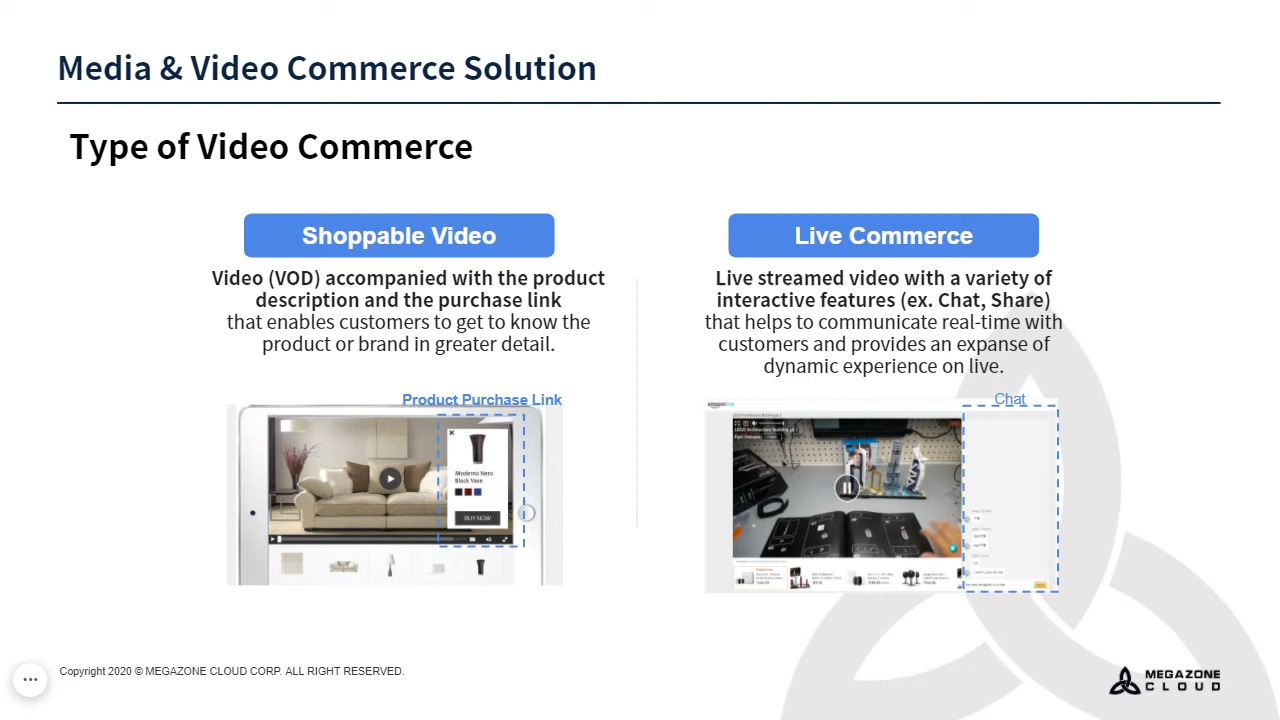 Media & Video Commerce Solution
Type of Video Commerce
Shoppable Video
Video (VOD) accompanied with the product
description and the purchase link
that enables customers to get to know the
product or brand in greater detail.
Product Purchase Link
Moderno Nero
Black Vase
BUY NOW
Live Commerce
Live streamed video with a variety of
interactive features (ex. Chat, Share)
that helps to communicate real-time with
customers and provides an expanse of
dynamic experience on live.
Chat
Copyright 2020 © MEGAZONE CLOUD CORP. ALL RIGHT RESERVED.
MEGAZONE
CLOUD